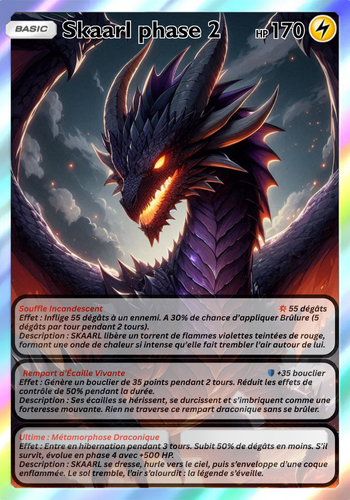 BASIC
Skaarl phase 2
HP 170
Souffle Incandescent 55 dégâts
Effet : Inflige 55 dégâts à un ennemi. A 30% de chance d'appliquer Brûlure (5
dégâts par tour pendant 2 tours).
Description : SKAARL libère un torrent de flammes violettes teintées de rouge,
formant une onde de chaleur si intense qu'elle fait trembler l'air autour de lui.
Rempart d'Écaille Vivante +35 bouclier
Effet : Génère un bouclier de 35 points pendant 2 tours. Réduit les effets de
contrôle de 50% pendant la durée.
Description : Ses écailles se hérissent, se durcissent et s'imbriquent comme une
forteresse mouvante. Rien ne traverse ce rempart draconique sans se brûler.
Ultime : Métamorphose Draconique
Effet : Entre en hibernation pendant 3 tours. Subit 50% de dégâts en moins. S'il
survit, évolue en phase 4 avec +500 HP.
Description : SKAARL se dresse, hurle vers le ciel, puis s'enveloppe d'une coque
enflammée. Le sol tremble, l'air s'alourdit : la légende s'éveille.